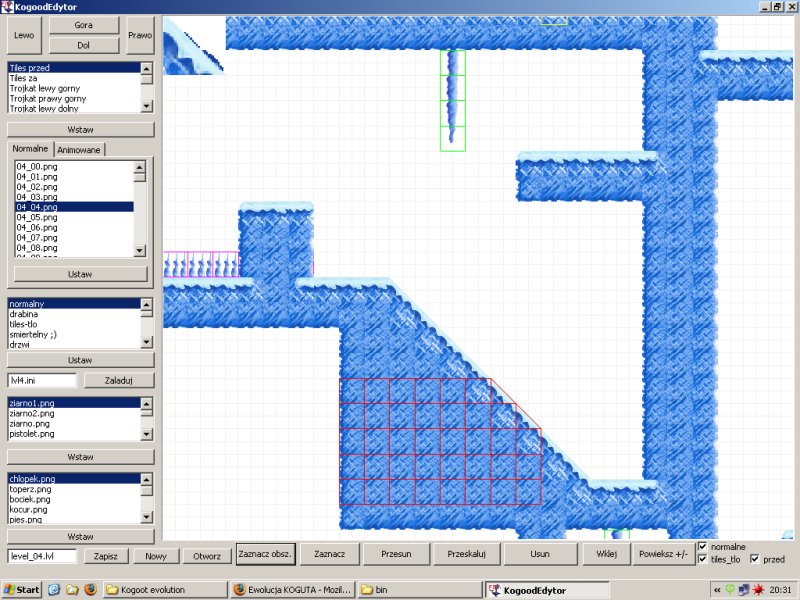 KogoodEdytor
Lewo
Gora
Dol
Prawo
Tiles przed
Tiles za
Trojkat lewy gorny
Trojkat prawy gorny
Trojkat lewy dolny
Wstaw
Normalne
Animowane
04_00.png
04_01.png
04_02.png
04_03.png
04_04.png
04_05.png
04_06.png
04_07.png
04_08.png
Ustaw
normalny
drabina
tiles-tlo
smiertelny ;)
drzwi
Ustaw
lvl4.ini
Zaladuj
ziarno1.png
ziarno2.png
ziarno.png
pistolet.png
Wstaw
chlopek.png
toperz.png
bociek.png
kocur.png
pies.png
Wstaw
level_04.lvl
Zapisz
Nowy
Otworz
Zaznacz obsz.
Zaznacz
Przesun
Przeskaluj
Usun
Wklej
Powieksz +/-
normalne
tiles_tlo
przed
Start
Kogoot evolution
Ewolucja KOGUTA - Mozil...
bin
KogoodEdytor
20:31